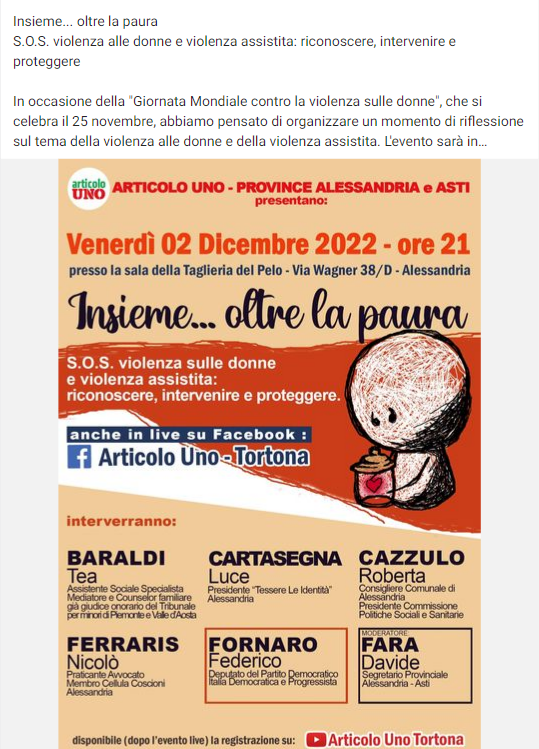 Insieme... oltre la paura
S.O.S. violenza alle donne e violenza assistita: riconoscere, intervenire e
proteggere
In occasione della "Giornata Mondiale contro la violenza sulle donne", che si
celebra il 25 novembre, abbiamo pensato di organizzare un momento di riflessione
sul tema della violenza alle donne e della violenza assistita. L'evento sarà in...
articolo
UNO
ARTICOLO UNO - PROVINCE ALESSANDRIA e ASTI
presentano:
Venerdì 02 Dicembre 2022 - ore 21
presso la sala della Taglieria del Pelo - Via Wagner 38/D - Alessandria
Insieme... oltre la paura
S.O.S. violenza sulle donne
e violenza assistita:
riconoscere, intervenire e proteggere.
anche in live su Facebook :
f Articolo Uno - Tortona
interverranno:
BARALDI
Tea
Assistente Sociale Specialista
Mediatore e Counselor familiare
già giudice onorario del Tribunale
per minori di Piemonte e Valle d'Aosta
CARTASEGNA
Luce
Presidente "Tessere Le Identità"
Alessandria
CAZZULO
Roberta
Consigliere Comunale di
Alessandria
Presidente Commissione
Politiche Sociali e Sanitarie
FERRARIS
Nicolò
Praticante Avvocato
Membro Cellula Coscioni
Alessandria
FORNARO
Federico
Deputato del Partito Democratico
Italia Democratica e Progressista
MODERATORE:
FARA
Davide
Segretario Provinciale
Alessandria - Asti
disponibile (dopo l'evento live) la registrazione su: Articolo Uno Tortona